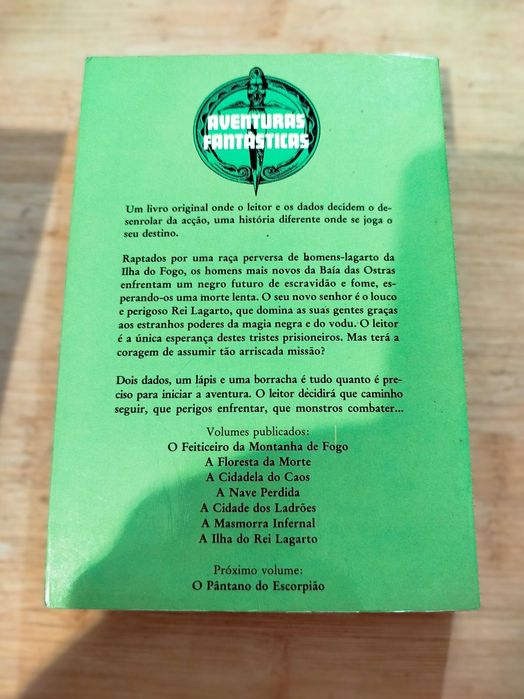 AVENTURAS
FANTÁSTICAS
Um livro original onde o leitor e os dados decidem o de-
senrolar da acção, uma história diferente onde se joga o
seu destino.
Raptados por uma raça perversa de homens-lagarto da
Ilha do Fogo, os homens mais novos da Baía das Ostras
enfrentam um negro futuro de escravidão e fome, es-
perando-os uma morte lenta. O seu novo senhor é o louco
e perigoso Rei Lagarto, que domina as suas gentes graças
aos estranhos poderes da magia negra e do vodu. O leitor
é a única esperança destes tristes prisioneiros. Mas terá a
coragem de assumir tão arriscada missão?
Dois dados, um lápis e uma borracha é tudo quanto é pre-
ciso para iniciar a aventura. O leitor decidirá que caminho
seguir, que perigos enfrentar, que monstros combater...
Volumes publicados:
O Feiticeiro da Montanha de Fogo
A Floresta da Morte
A Cidadela do Caos
A Nave Perdida
A Cidade dos Ladrões
A Masmorra Infernal
A Ilha do Rei Lagarto
Próximo volume:
O Pântano do Escorpião